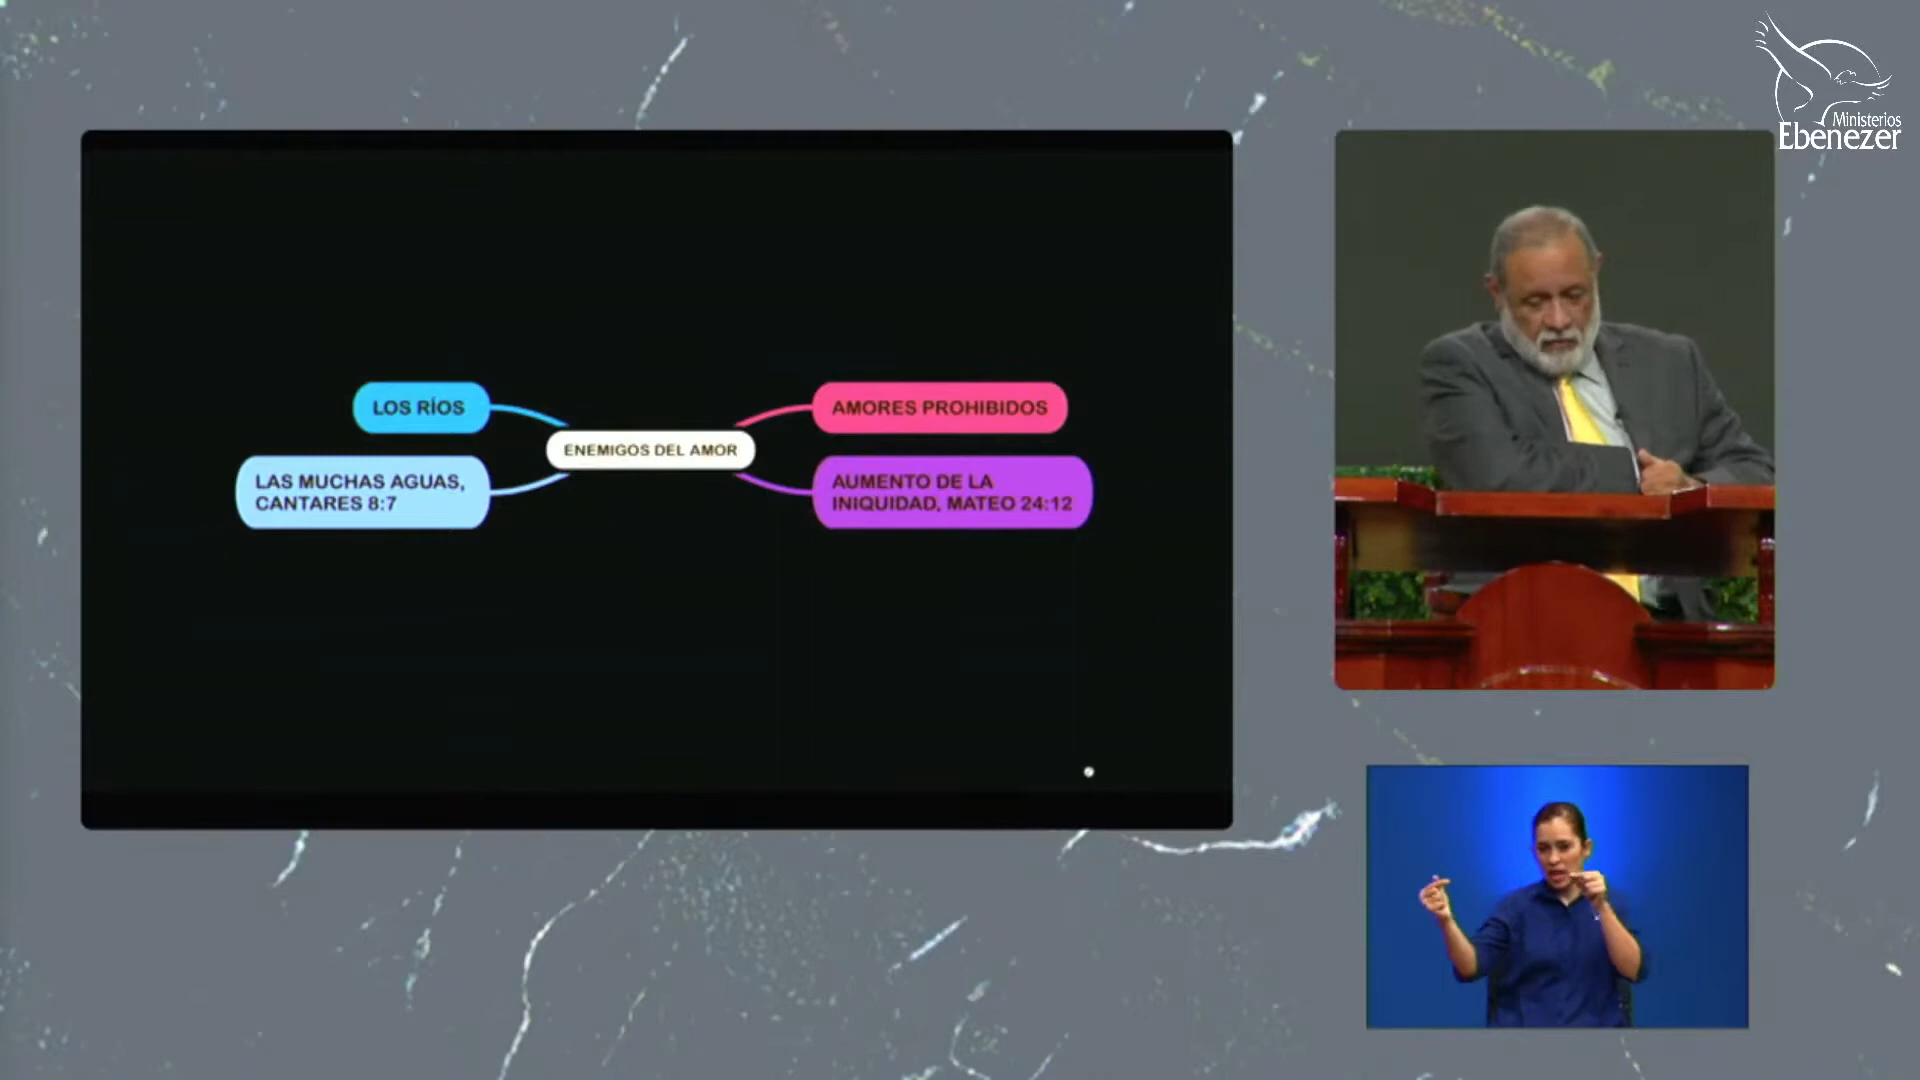 Ministerios
Ebenezer
LOS RÍOS
AMORES PROHIBIDOS
ENEMIGOS DEL AMOR
LAS MUCHAS AGUAS,
CANTARES 8:7
AUMENTO DE LA
INIQUIDAD, MATEO 24:12